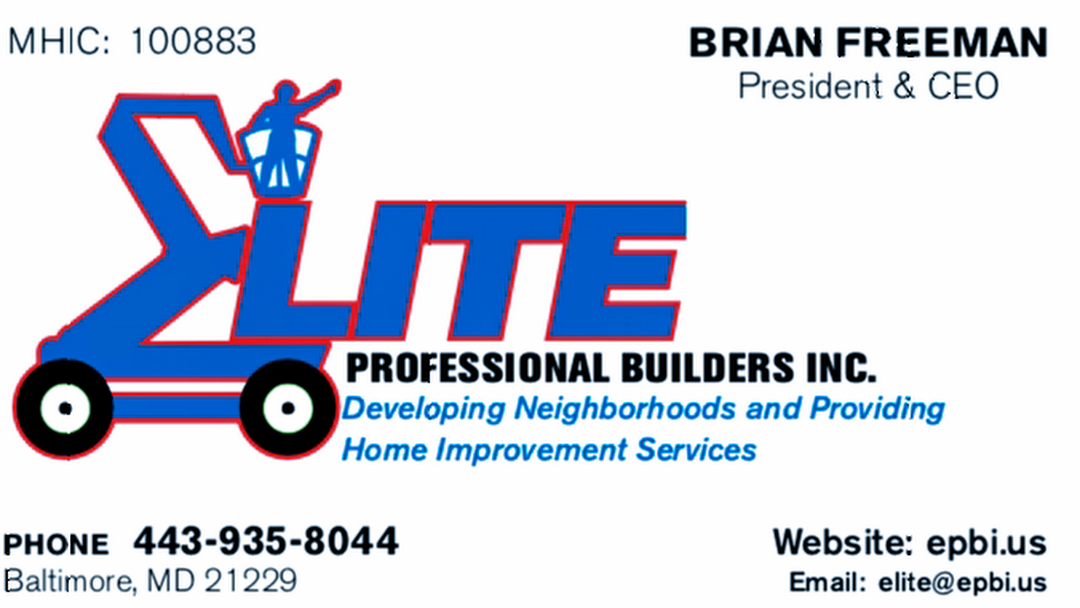 MHIC: 100883
BRIAN FREEMAN
President & CEO
ELITE
PROFESSIONAL BUILDERS INC.
Developing Neighborhoods and Providing
Home Improvement Services
PHONE 443-935-8044
Baltimore, MD 21229
Website: epbi.us
Email: elite@epbi.us